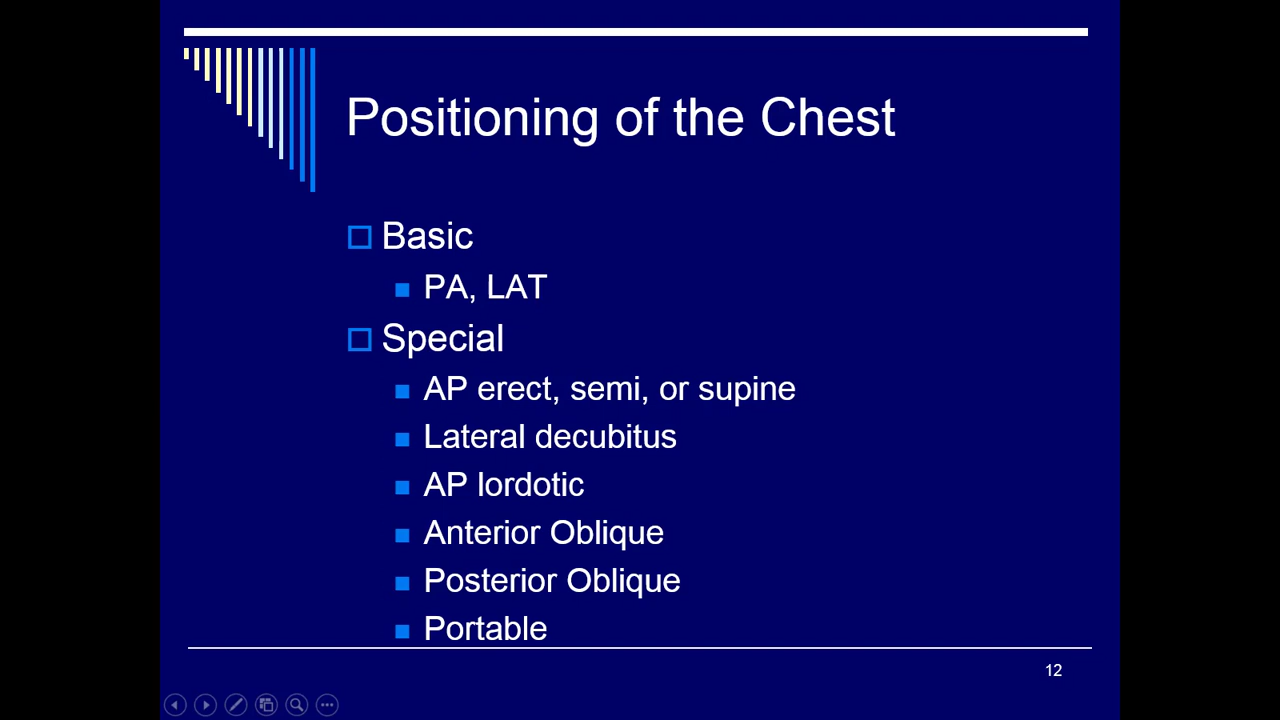 Positioning of the Chest
Basic
PA, LAT
Special
AP erect, semi, or supine
Lateral decubitus
AP lordotic
Anterior Oblique
Posterior Oblique
Portable
12